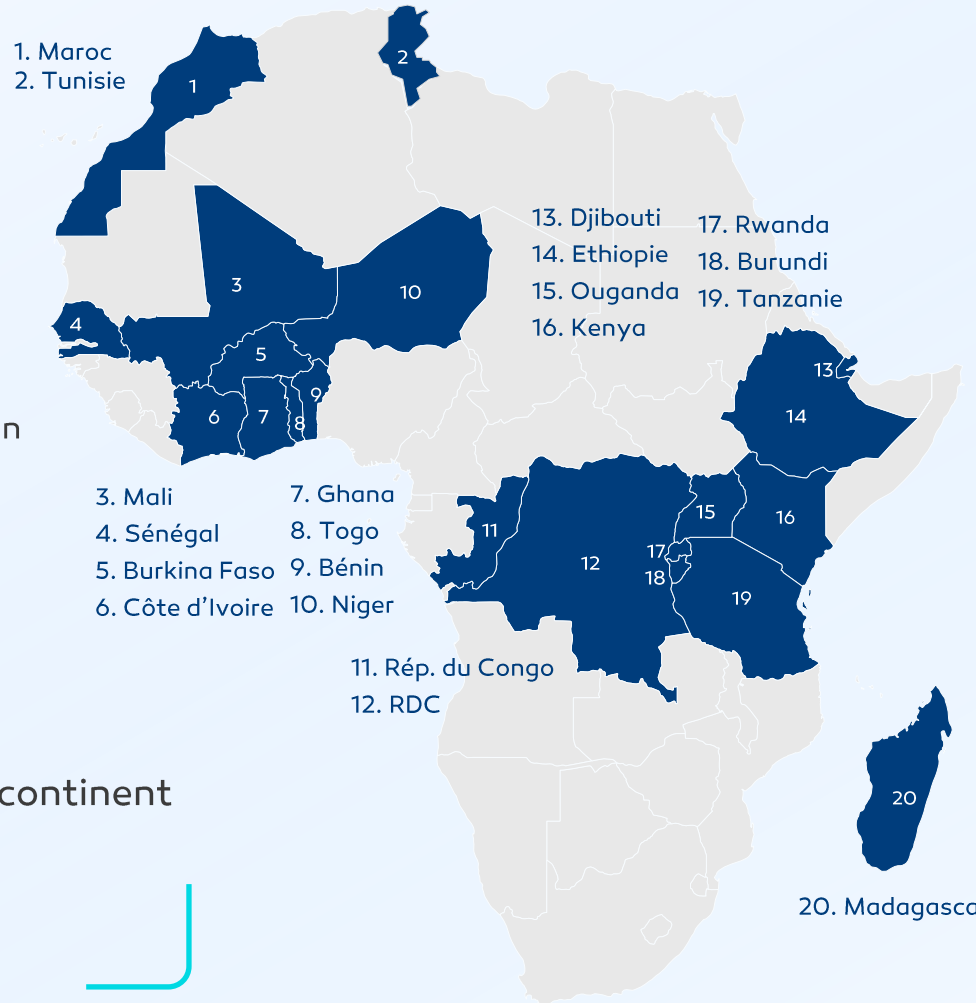 1. Maroc
2. Tunisie
1
2
13. Djibouti
14. Ethiopie
15. Ouganda
16. Kenya
17. Rwanda
18. Burundi
19. Tanzanie
3
10
4
5
6
7
8
9
13
14
n
3. Mali
4. Sénégal
5. Burkina Faso
6. Côte d’Ivoire
7. Ghana
8. Togo
9. Bénin
10. Niger
11
12
15
16
17
18
19
11. Rép. du Congo
12. RDC
continent
20
20. Madagasca